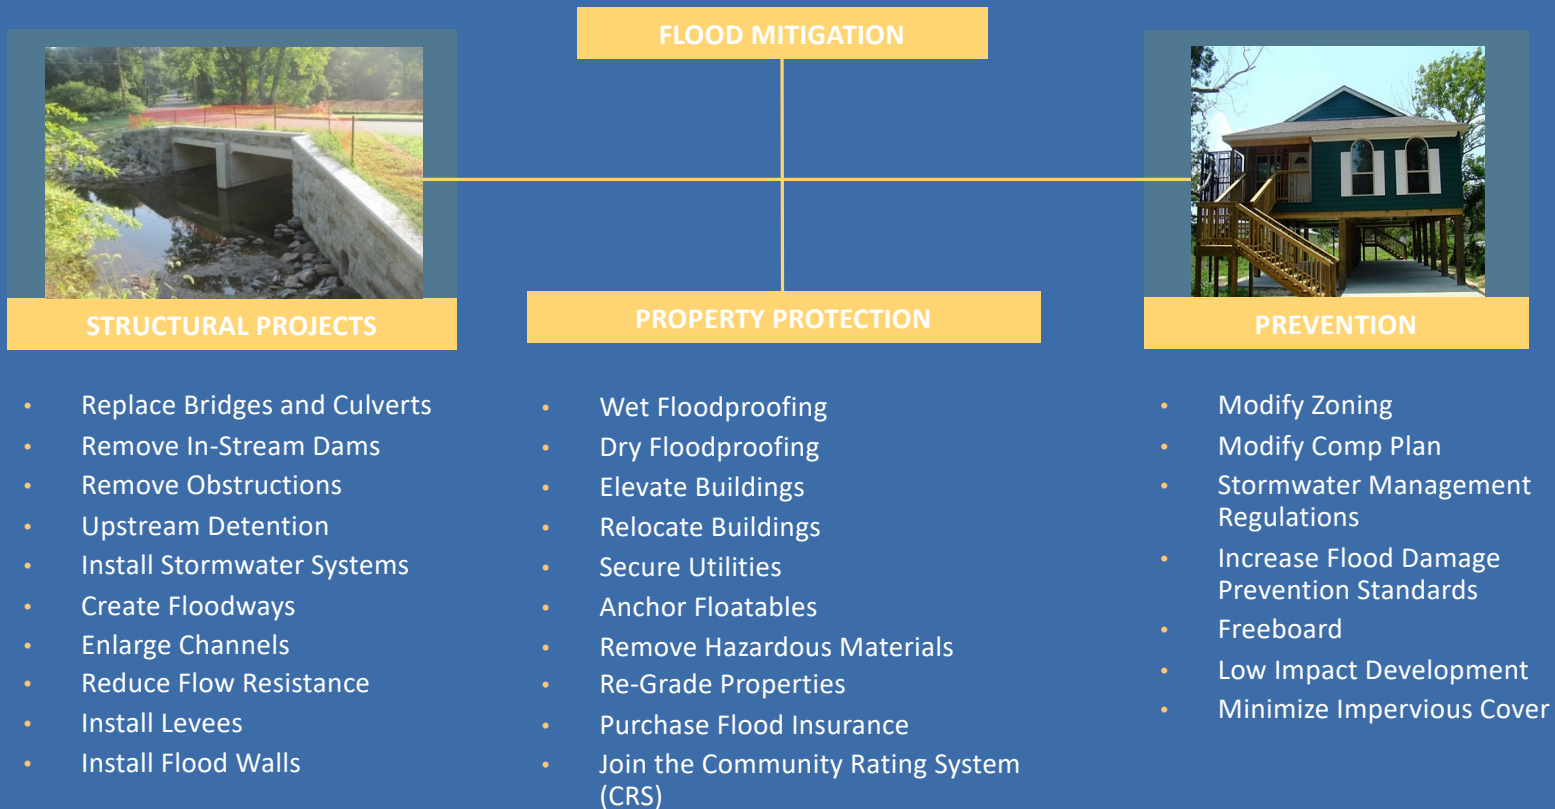 FLOOD MITIGATION
STRUCTURAL PROJECTS
• Replace Bridges and Culverts
• Remove In-Stream Dams
• Remove Obstructions
• Upstream Detention
• Install Stormwater Systems
• Create Floodways
• Enlarge Channels
• Reduce Flow Resistance
• Install Levees
• Install Flood Walls
PROPERTY PROTECTION
• Wet Floodproofing
• Dry Floodproofing
• Elevate Buildings
• Relocate Buildings
• Secure Utilities
• Anchor Floatables
• Remove Hazardous Materials
• Re-Grade Properties
• Purchase Flood Insurance
• Join the Community Rating System
(CRS)
PREVENTION
• Modify Zoning
• Modify Comp Plan
• Stormwater Management
Regulations
• Increase Flood Damage
Prevention Standards
• Freeboard
• Low Impact Development
• Minimize Impervious Cover